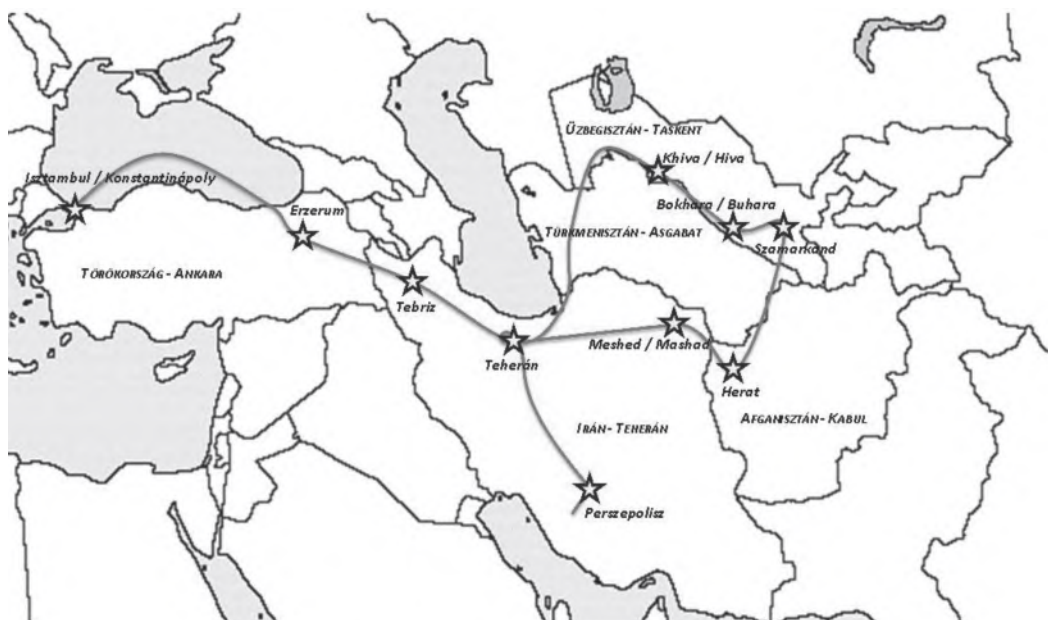 ÜZBEGISZTÁN - TASKENT
Khiva / Hiva
Isztambul / Konstantinápoly
Bokhara / Buhara
Erzerum
TÜRKMENISZTÁN - ASGABAT
Szamarkand
TÖRÖKORSZÁG - ANKARA
Tebriz
Meshed / Mashad
Teherán
Herat
AFGANISZTÁN - KABUL
IRÁN - TEHERÁN
Perszepolisz